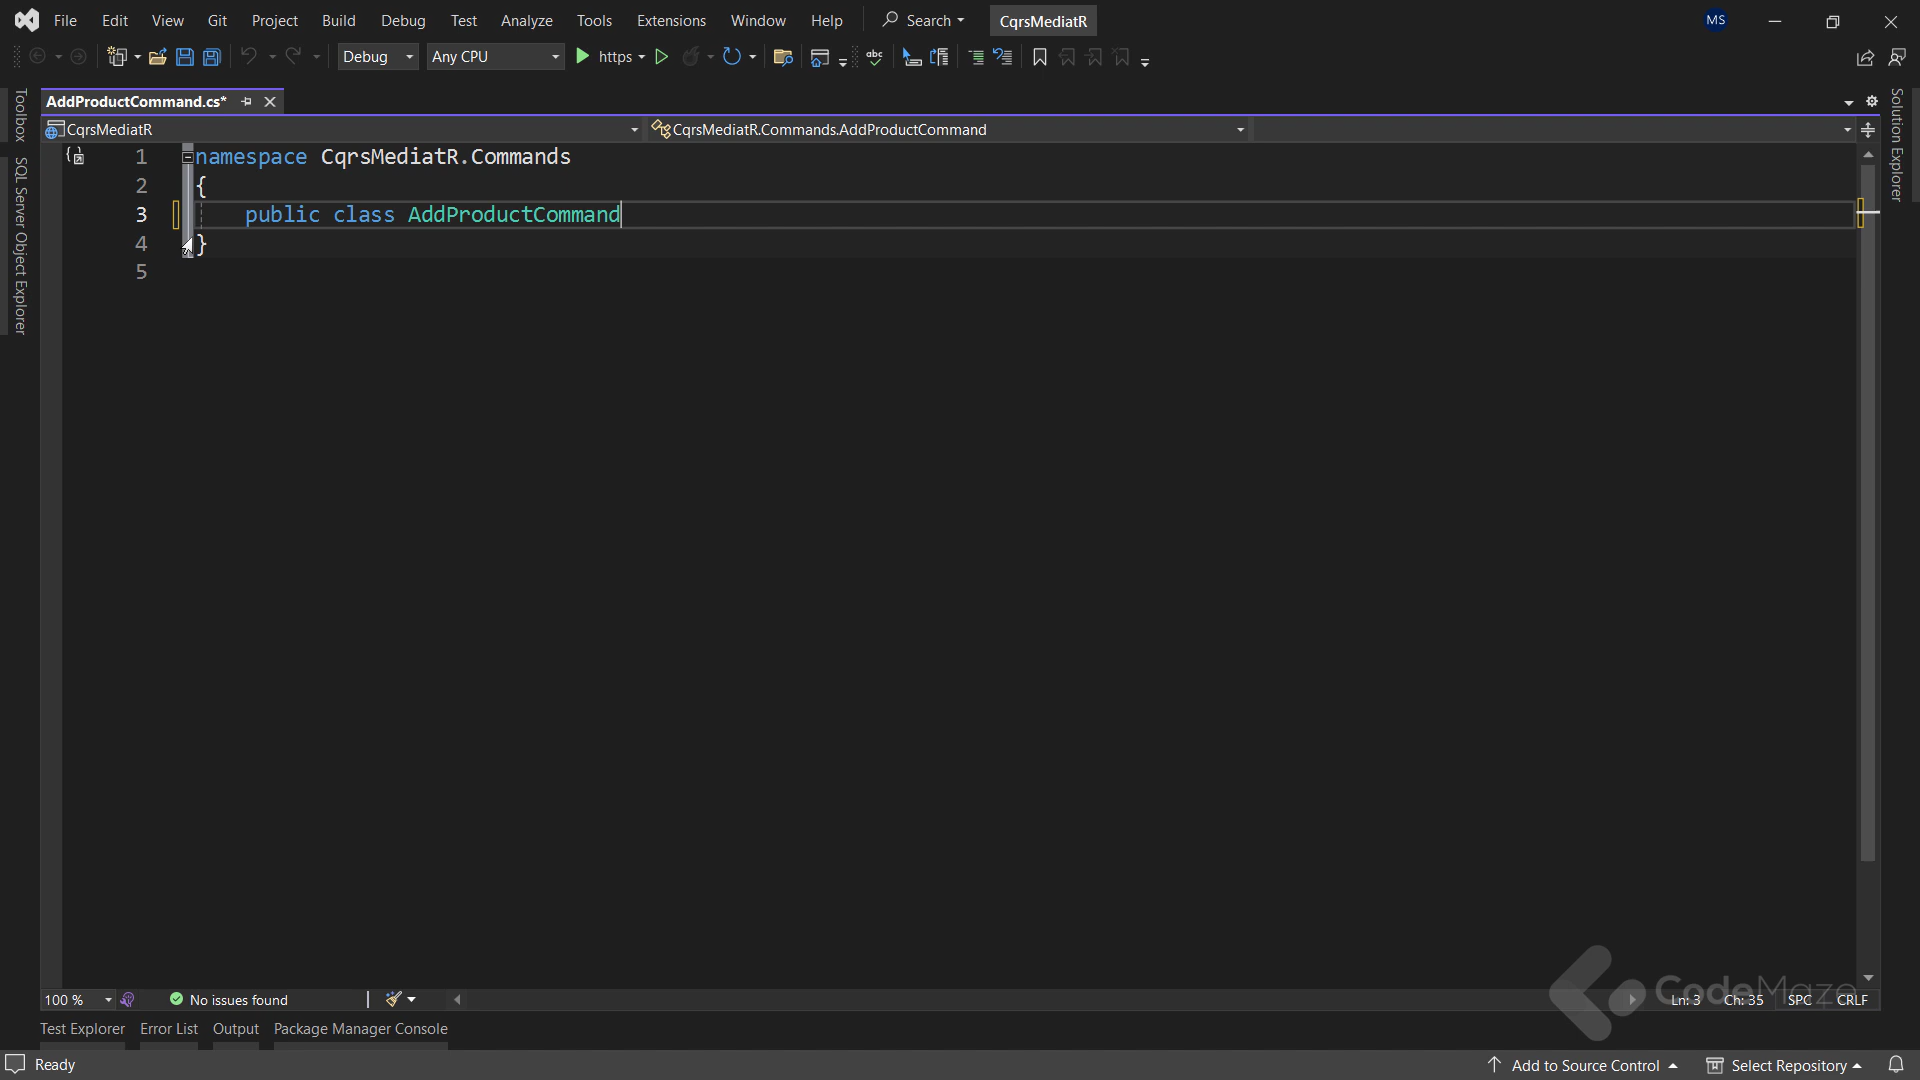 File Edit View Git Project Build Debug Test Analyze Tools Extensions Window Help Search CqrsMediatR MS
Debug Any CPU https abc
Toolbox
SQL Server Object Explorer
AddProductCommand.cs*
CqrsMediatR CqrsMediatR.Commands.AddProductCommand
1 namespace CqrsMediatR.Commands
2 {
3 public class AddProductCommand
4 }
5
Solution Explorer
100 % No issues found Ln: 3 Ch: 35 SPC CRLF
CodeMaze
Test Explorer Error List Output Package Manager Console
Ready Add to Source Control Select Repository